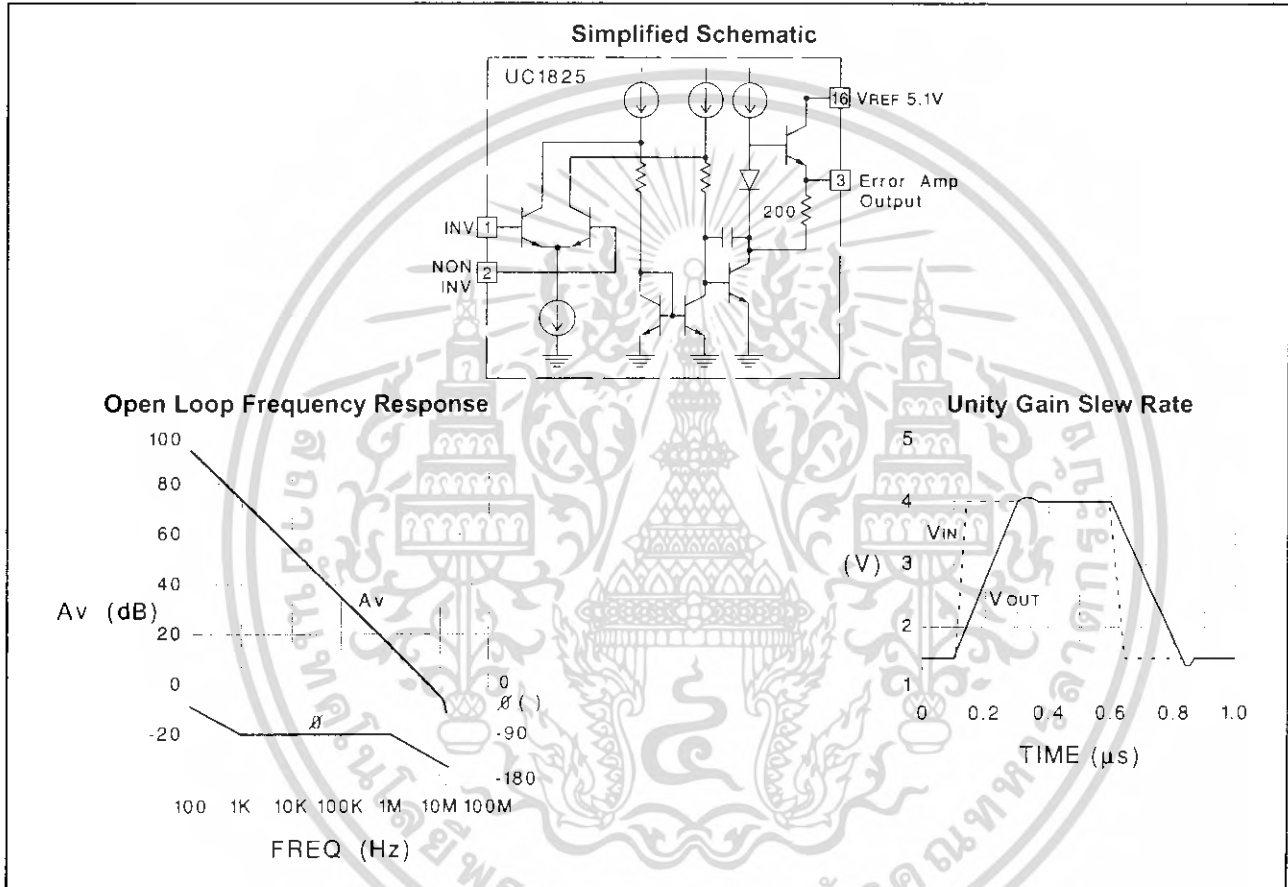 Simplified Schematic
UC1825
16 VREF 5.1V
3 Error Amp
Output
200
INV 1
NON
INV 2
Open Loop Frequency Response
100
80
60
40
20
0
-20
Av (dB)
Av
Ø
0
Ø ( )
-90
-180
100 1K 10K 100K 1M 10M 100M
FREQ (Hz)
Unity Gain Slew Rate
5
4
3
2
1
(V)
VIN
VOUT
0 0.2 0.4 0.6 0.8 1.0
TIME (µs)